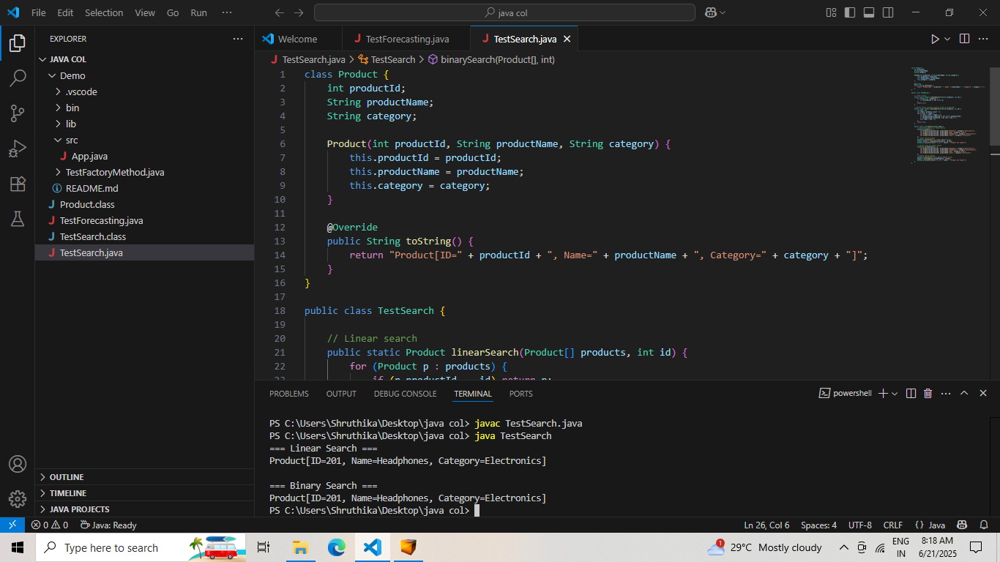 File Edit Selection View Go Run ··· java col
EXPLORER ···
JAVA COL
Demo
.vscode
bin
lib
src
App.java
TestFactoryMethod.java
README.md
Product.class
TestForecasting.java
TestSearch.class
TestSearch.java
OUTLINE
TIMELINE
JAVA PROJECTS
Welcome TestForecasting.java TestSearch.java
TestSearch.java > TestSearch > binarySearch(Product[], int)
1 class Product {
2 int productId;
3 String productName;
4 String category;
5
6 Product(int productId, String productName, String category) {
7 this.productId = productId;
8 this.productName = productName;
9 this.category = category;
10 }
11
12 @Override
13 public String toString() {
14 return "Product[ID=" + productId + ", Name=" + productName + ", Category=" + category + "]";
15 }
16 }
17
18 public class TestSearch {
19
20 // Linear search
21 public static Product linearSearch(Product[] products, int id) {
22 for (Product p : products) {
PROBLEMS OUTPUT DEBUG CONSOLE TERMINAL PORTS powershell
PS C:\Users\Shruthika\Desktop\java col> javac TestSearch.java
PS C:\Users\Shruthika\Desktop\java col> java TestSearch
=== Linear Search ===
Product[ID=201, Name=Headphones, Category=Electronics]
=== Binary Search ===
Product[ID=201, Name=Headphones, Category=Electronics]
PS C:\Users\Shruthika\Desktop\java col>
0 0 Java: Ready Ln 26, Col 6 Spaces: 4 UTF-8 CRLF {} Java
Type here to search 1 29°C Mostly cloudy ENG 8:18 AM
IN 6/21/2025